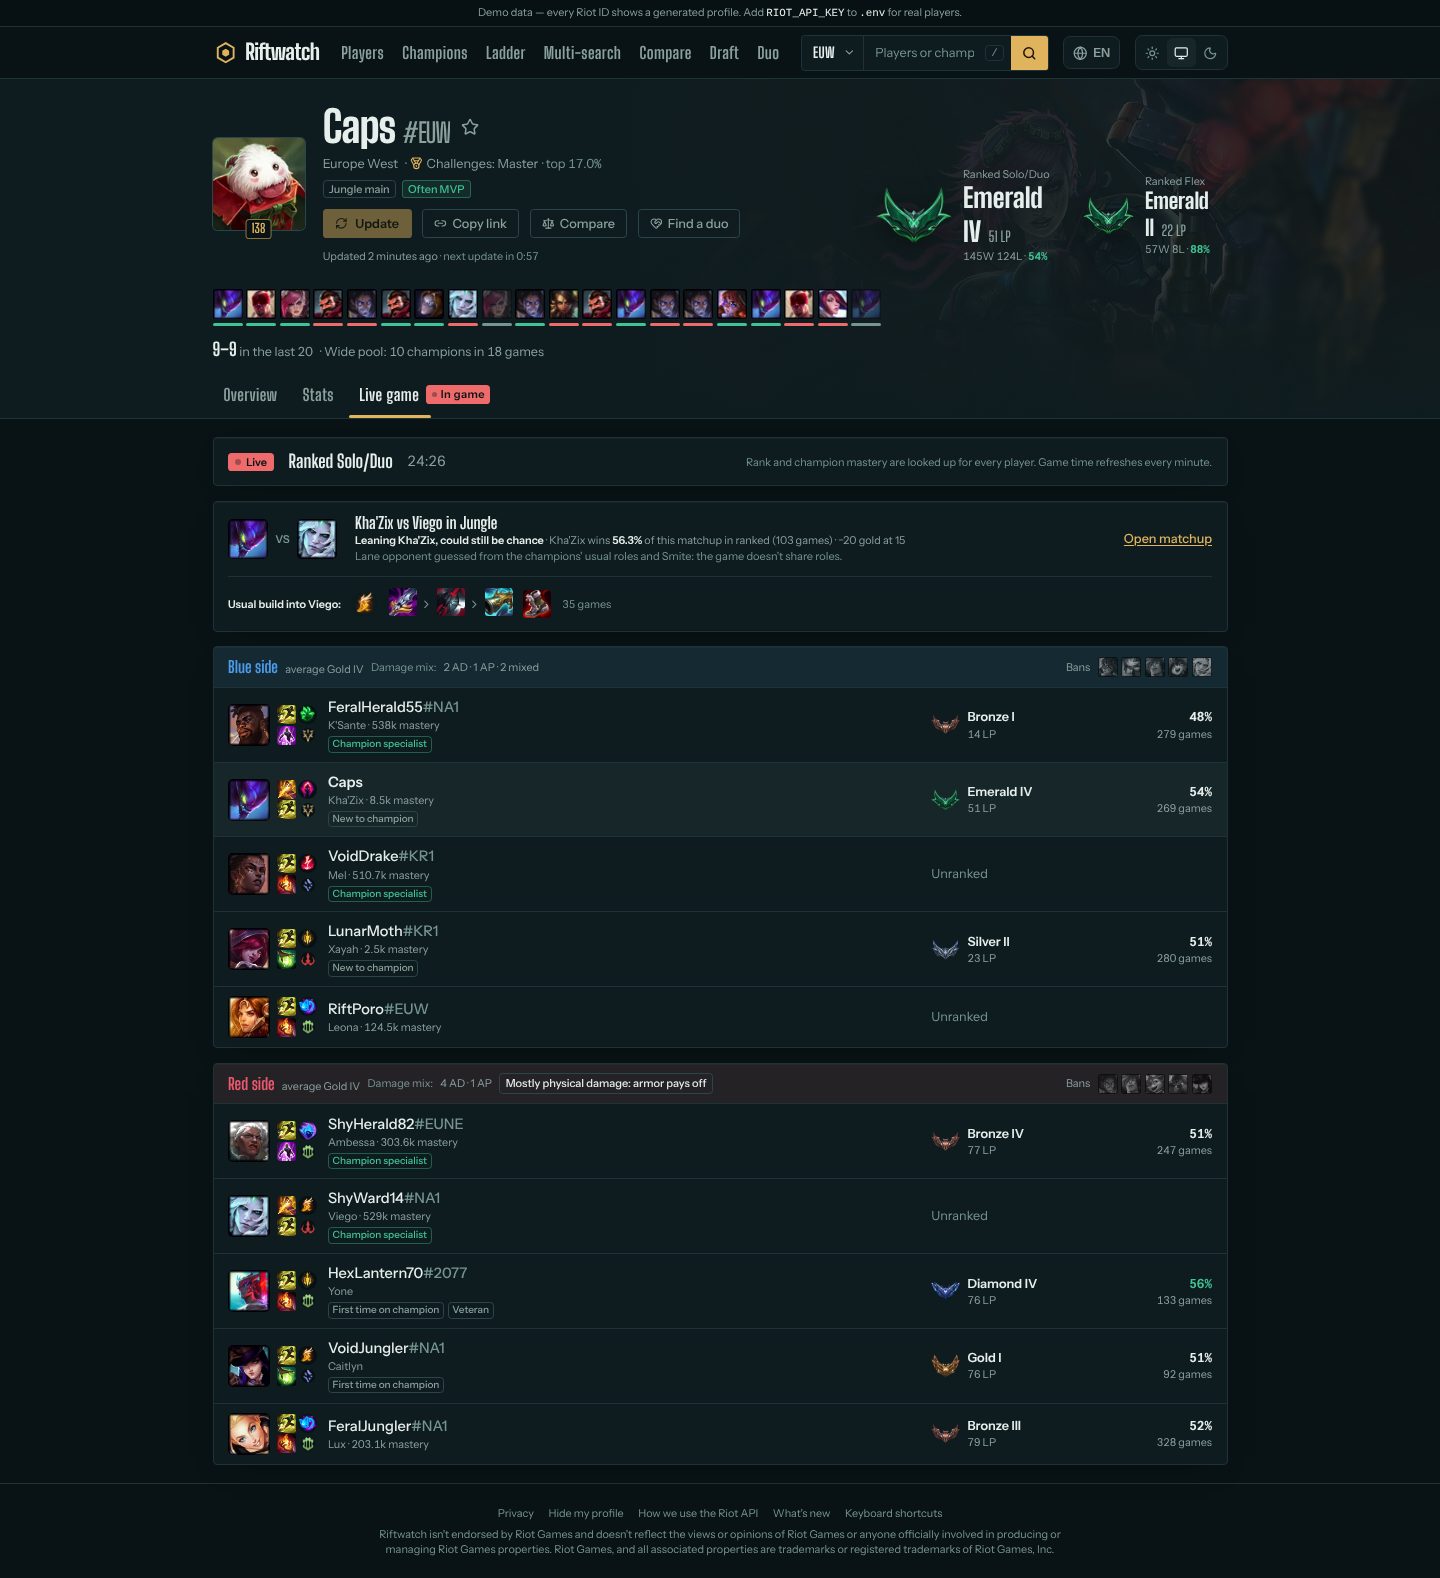 Demo data — every Riot ID shows a generated profile. Add RIOT_API_KEY to .env for real players.
Riftwatch Players Champions Ladder Multi-search Compare Draft Duo EUW Players or champ / EN
Caps #EUW
Europe West · Challenges: Master · top 17.0%
Jungle main Often MVP
138
Update Copy link Compare Find a duo
Updated 2 minutes ago · next update in 0:57
Ranked Solo/Duo
Emerald
IV 51 LP
145W 124L · 54%
Ranked Flex
Emerald
II 22 LP
57W 8L · 88%
9–9 in the last 20 · Wide pool: 10 champions in 18 games
Overview Stats Live game In game
Live Ranked Solo/Duo 24:26 Rank and champion mastery are looked up for every player. Game time refreshes every minute.
VS
Kha'Zix vs Viego in Jungle
Leaning Kha'Zix, could still be chance · Kha'Zix wins 56.3% of this matchup in ranked (103 games) · -20 gold at 15
Lane opponent guessed from the champions' usual roles and Smite: the game doesn't share roles.
Open matchup
Usual build into Viego: 35 games
Blue side average Gold IV Damage mix: 2 AD · 1 AP · 2 mixed Bans
FeralHerald55#NA1
K'Sante · 538k mastery
Champion specialist
Bronze I
14 LP
48%
279 games
Caps
Kha'Zix · 8.5k mastery
New to champion
Emerald IV
51 LP
54%
269 games
VoidDrake#KR1
Mel · 510.7k mastery
Champion specialist
Unranked
LunarMoth#KR1
Xayah · 2.5k mastery
New to champion
Silver II
23 LP
51%
280 games
RiftPoro#EUW
Leona · 124.5k mastery
Unranked
Red side average Gold IV Damage mix: 4 AD · 1 AP Mostly physical damage: armor pays off Bans
ShyHerald82#EUNE
Ambessa · 303.6k mastery
Champion specialist
Bronze IV
77 LP
51%
247 games
ShyWard14#NA1
Viego · 529k mastery
Champion specialist
Unranked
HexLantern70#2077
Yone
First time on champion Veteran
Diamond IV
76 LP
56%
133 games
VoidJungler#NA1
Caitlyn
First time on champion
Gold I
76 LP
51%
92 games
FeralJungler#NA1
Lux · 203.1k mastery
Bronze III
79 LP
52%
328 games
Privacy Hide my profile How we use the Riot API What's new Keyboard shortcuts
Riftwatch isn't endorsed by Riot Games and doesn't reflect the views or opinions of Riot Games or anyone officially involved in producing or
managing Riot Games properties. Riot Games, and all associated properties are trademarks or registered trademarks of Riot Games, Inc.